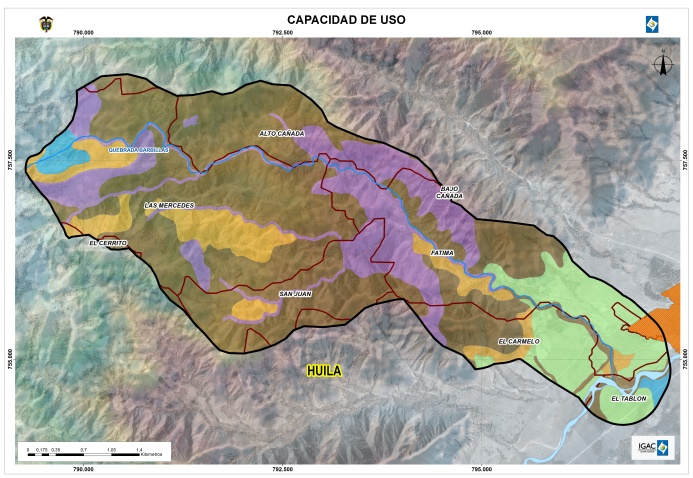 CAPACIDAD DE USO
790.000
792.500
795.000
N
757.500
757.500
ALTO CAÑADA
QUEBRADA BARBILLAS
BAJO
CAÑADA
LAS MERCEDES
EL CERRITO
FATIMA
SAN JUAN
EL CARMELO
755.000
755.000
HUILA
EL TABLON
0 0,175 0,35 0,7 1,05 1,4
Kilometros
IGAC
790.000
792.500
795.000